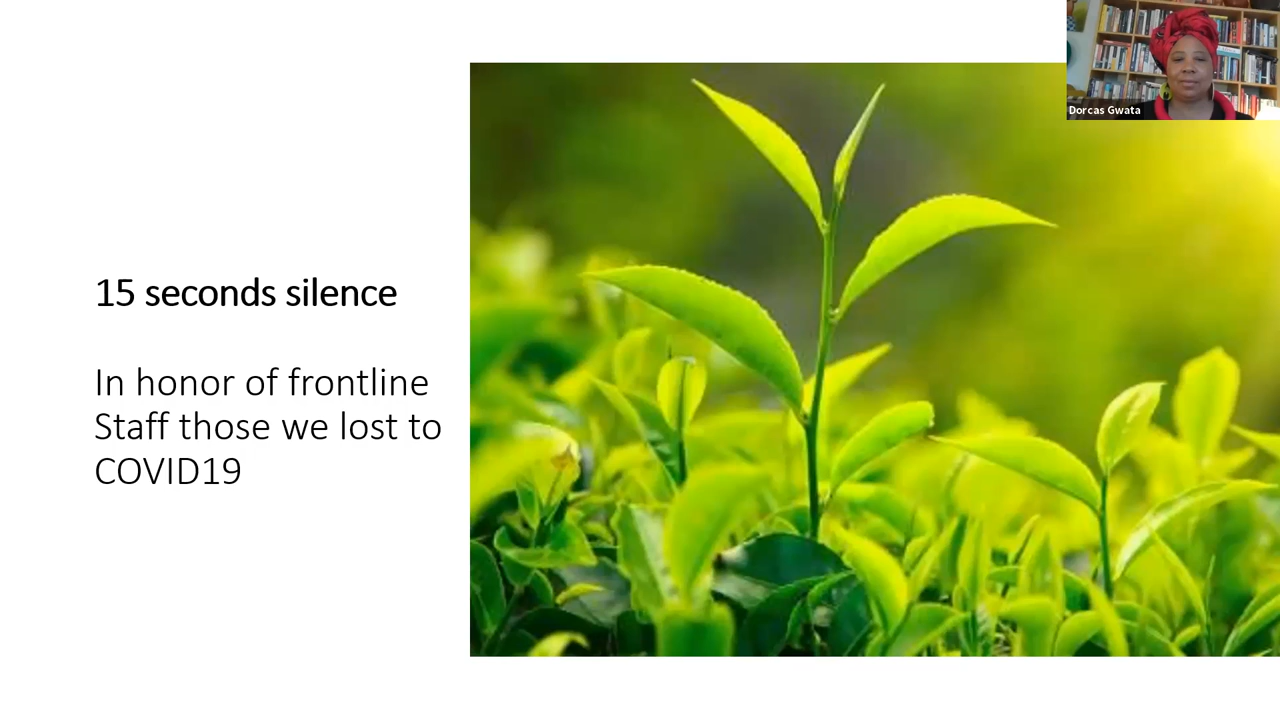 15 seconds silence
In honor of frontline
Staff those we lost to
COVID19
Dorcas Gwata